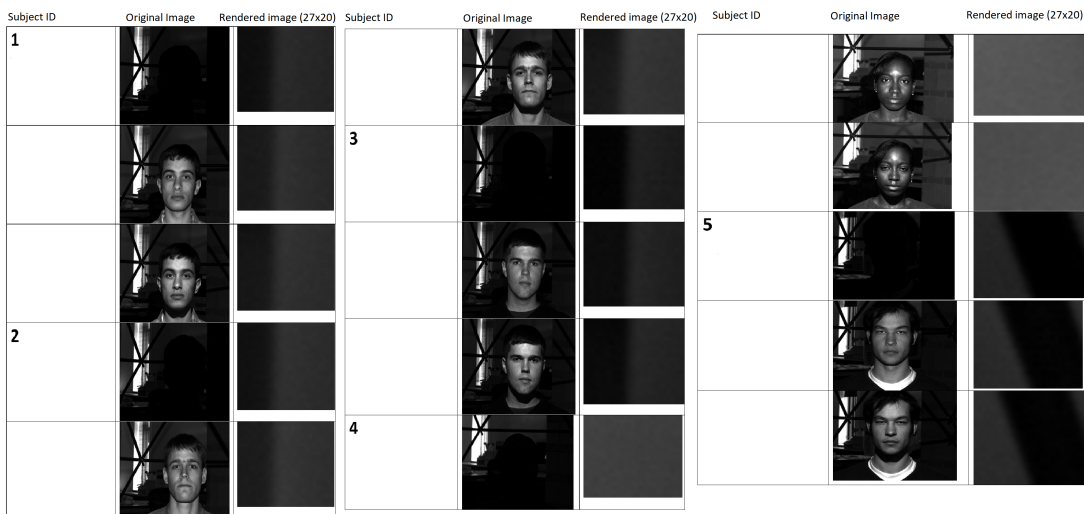 Subject ID Original Image Rendered image (27x20)
1
2
Subject ID Original Image Rendered image (27x20)
3
4
Subject ID Original Image Rendered image (27x20)
5